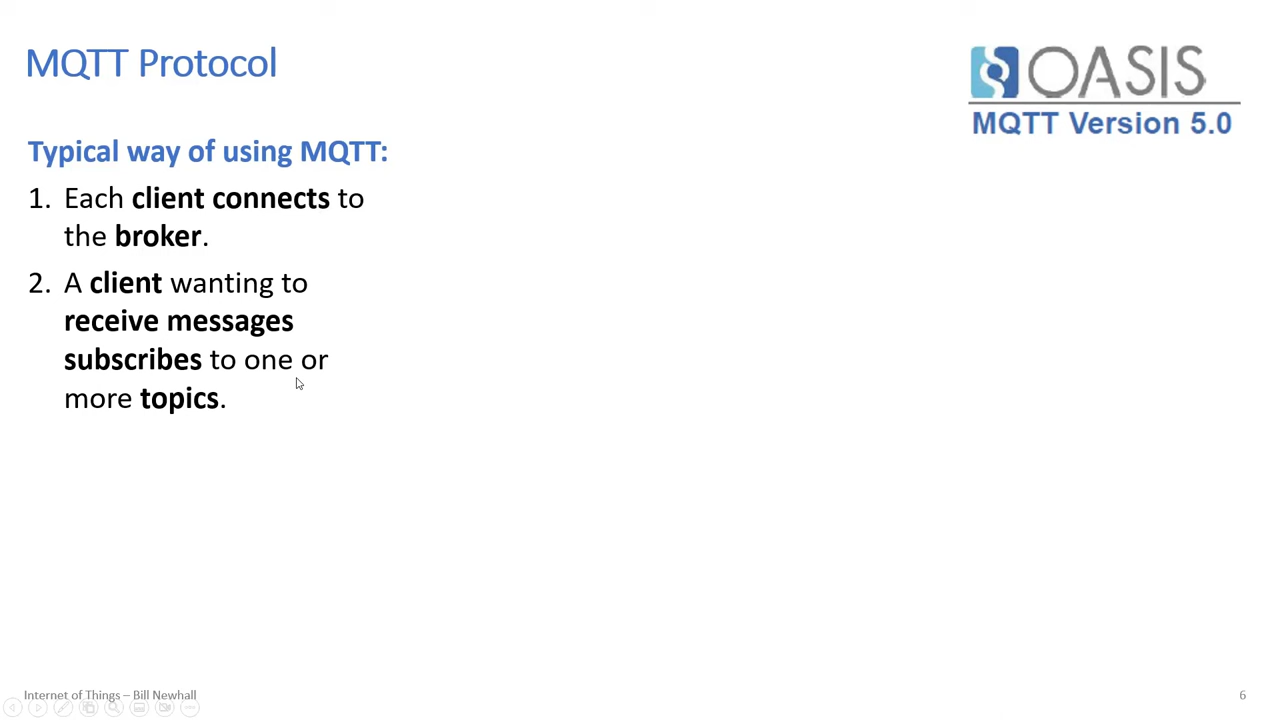 MQTT Protocol
OASIS
MQTT Version 5.0
Typical way of using MQTT:
1. Each client connects to
the broker.
2. A client wanting to
receive messages
subscribes to one or
more topics.
Internet of Things – Bill Newhall
6